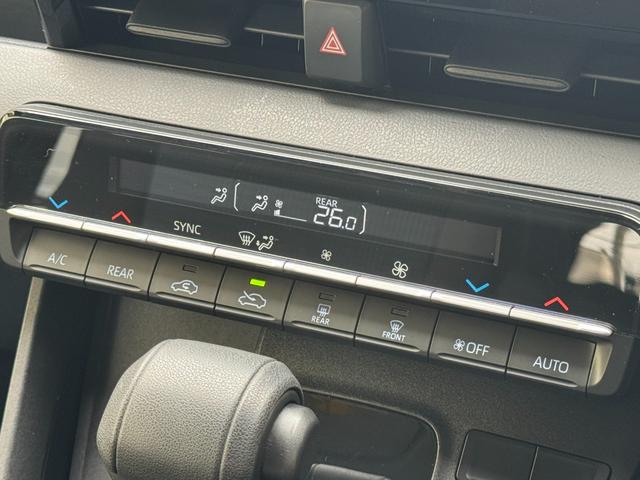 REAR
26.0
SYNC
A/C
REAR
REAR
FRONT
OFF
AUTO